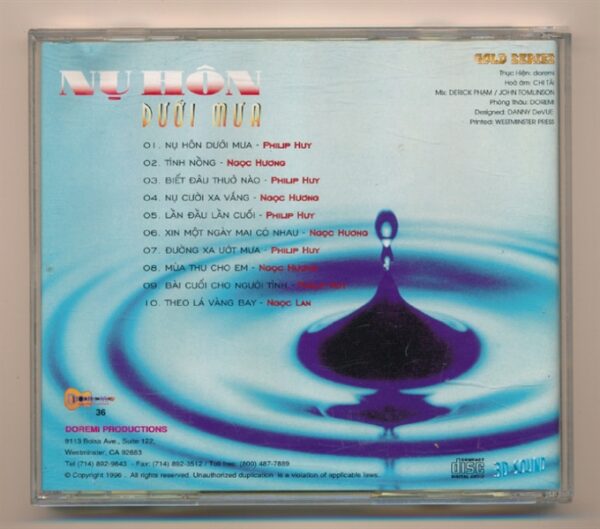 NỤ HÔN
DƯỚI MƯA
GOLD SERIES
Thực Hiện: doremi
Hoà âm: CHI TÀI
Mix: DERICK PHAM / JOHN TOMLINSON
Phòng thâu: DOREMI
Designed: DANNY DeVUE
Printed: WESTMINSTER PRESS
01. NỤ HÔN DƯỚI MƯA - PHILIP HUY
02. TÌNH NỒNG - NGỌC HƯƠNG
03. BIẾT ĐÂU THUỞ NÀO - PHILIP HUY
04. NỤ CƯỜI XA VẮNG - NGỌC HƯƠNG
05. LẦN ĐẦU LẦN CUỐI - PHILIP HUY
06. XIN MỘT NGÀY MAI CÓ NHAU - NGỌC HƯƠNG
07. ĐƯỜNG XA ƯỚT MƯA - PHILIP HUY
08. MÙA THU CHO EM - NGỌC HƯƠNG
09. BÀI CUỐI CHO NGƯỜI TÌNH - PHILIP HUY
10. THEO LÁ VÀNG BAY - NGỌC LAN
36
DOREMI PRODUCTIONS
9113 Bolsa Ave., Suite 122,
Westminster, CA 92683
Tel (714) 892-9843 - Fax: (714) 892-3512 / Toll free: (800) 487-7889
© Copyright 1996 . All rights reserved. Unauthorized duplication is a violation of applicable laws.
COMPACT
disc
DIGITAL AUDIO
3D SOUND